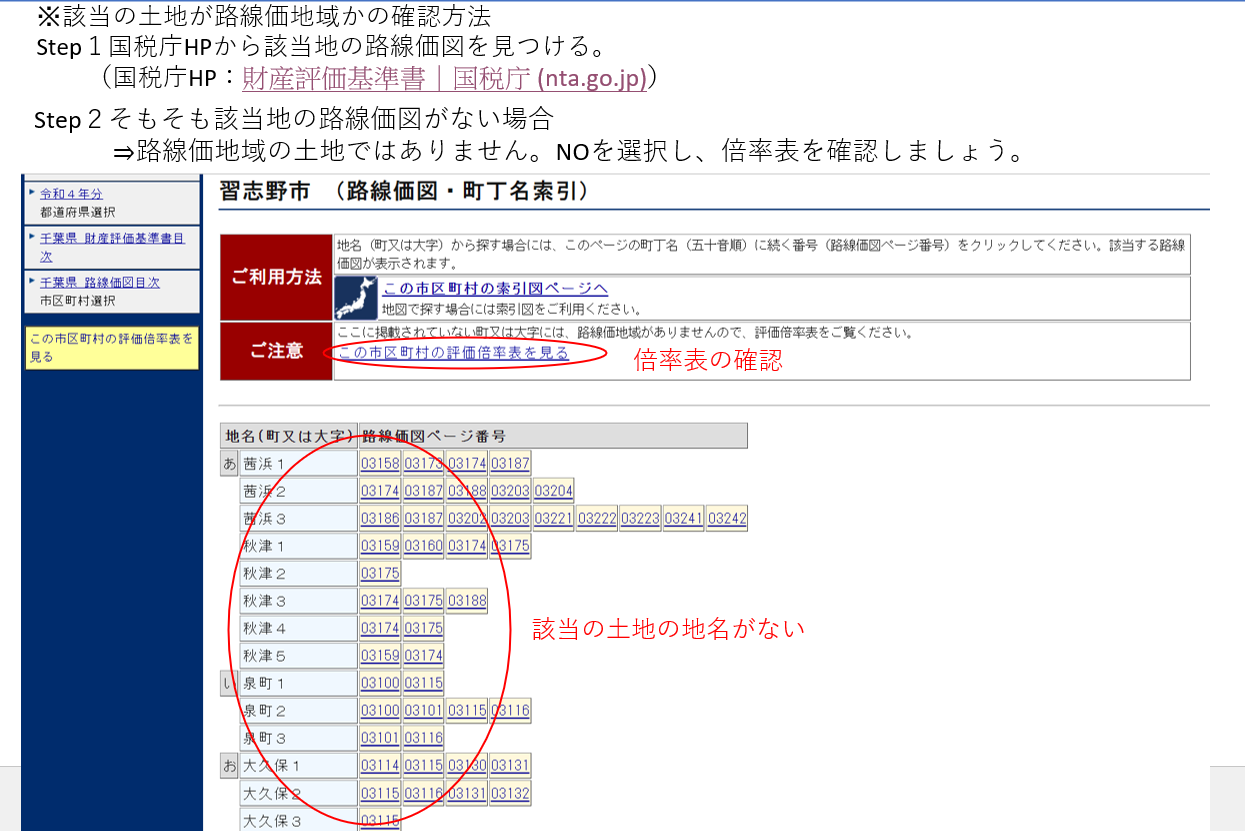 ※該当の土地が路線価地域かの確認方法
Step１国税庁HPから該当地の路線価図を見つける。
（国税庁HP：財産評価基準書｜国税庁 (nta.go.jp)）
Step２そもそも該当地の路線価図がない場合
⇒路線価地域の土地ではありません。NOを選択し、倍率表を確認しましょう。
令和４年分
都道府県選択
千葉県 財産評価基準書目
次
千葉県 路線価図目次
市区町村選択
この市区町村の評価倍率表を
見る
習志野市 （路線価図・町丁名索引）
ご利用方法
地名（町又は大字）から探す場合には、このページの町丁名（五十音順）に続く番号（路線価図ページ番号）をクリックしてください。該当する路線
価図が表示されます。
この市区町村の索引図ページへ
地図で探す場合には索引図をご利用ください。
ご注意
ここに掲載されていない町又は大字には、路線価地域がありませんので、評価倍率表をご覧ください。
この市区町村の評価倍率表を見る
倍率表の確認
地名(町又は大字) 路線価図ページ番号
あ 茜浜１ 03158 03173 03174 03187
茜浜２ 03174 03187 03188 03203 03204
茜浜３ 03186 03187 03202 03203 03221 03222 03223 03241 03242
秋津１ 03159 03160 03174 03175
秋津２ 03175
秋津３ 03174 03175 03188
秋津４ 03174 03175
該当の土地の地名がない
秋津５ 03159 03174
い 泉町１ 03100 03115
泉町２ 03100 03101 03115 03116
泉町３ 03101 03116
お 大久保１ 03114 03115 03130 03131
大久保２ 03115 03116 03131 03132
大久保３ 03115